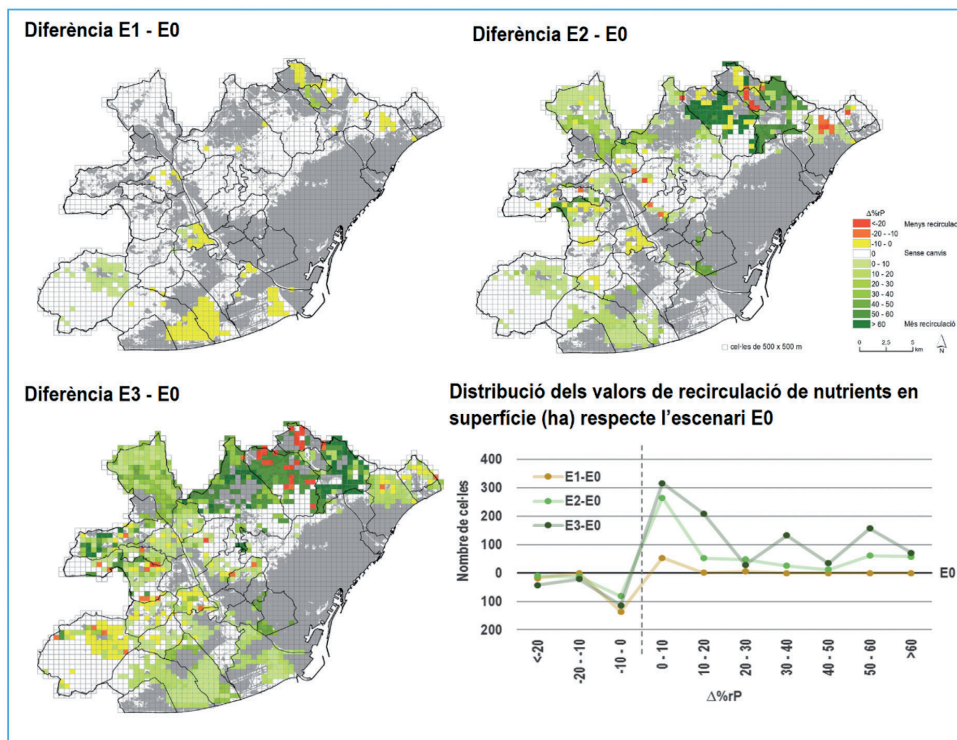 Diferència E1 - E0
Diferència E2 - E0
Δ%rP
<-20
Menys recirculac
-20 - -10
-10 - 0
0
Sense canvis
0 - 10
10 - 20
20 - 30
30 - 40
40 - 50
50 - 60
> 60
Més recirculació
cel·les de 500 x 500 m
0 2.5 5
km
N
Diferència E3 - E0
Distribució dels valors de recirculació de nutrients en
superfície (ha) respecte l'escenari E0
Nombre de cel·les
400
300
200
100
0
100
200
E1-E0
E2-E0
E3-E0
E0
<-20
-20 - -10
-10 - 0
0 - 10
10 - 20
20 - 30
30 - 40
40 - 50
50 - 60
>60
Δ%rP